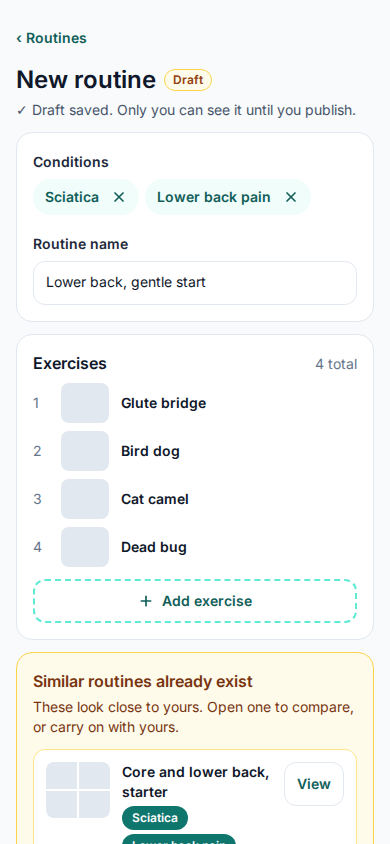 ‹ Routines
New routine Draft
✓ Draft saved. Only you can see it until you publish.
Conditions
Sciatica ✕ Lower back pain ✕
Routine name
Lower back, gentle start
Exercises 4 total
1 Glute bridge
2 Bird dog
3 Cat camel
4 Dead bug
+ Add exercise
Similar routines already exist
These look close to yours. Open one to compare,
or carry on with yours.
Core and lower back, View
starter
Sciatica
Lower back pain